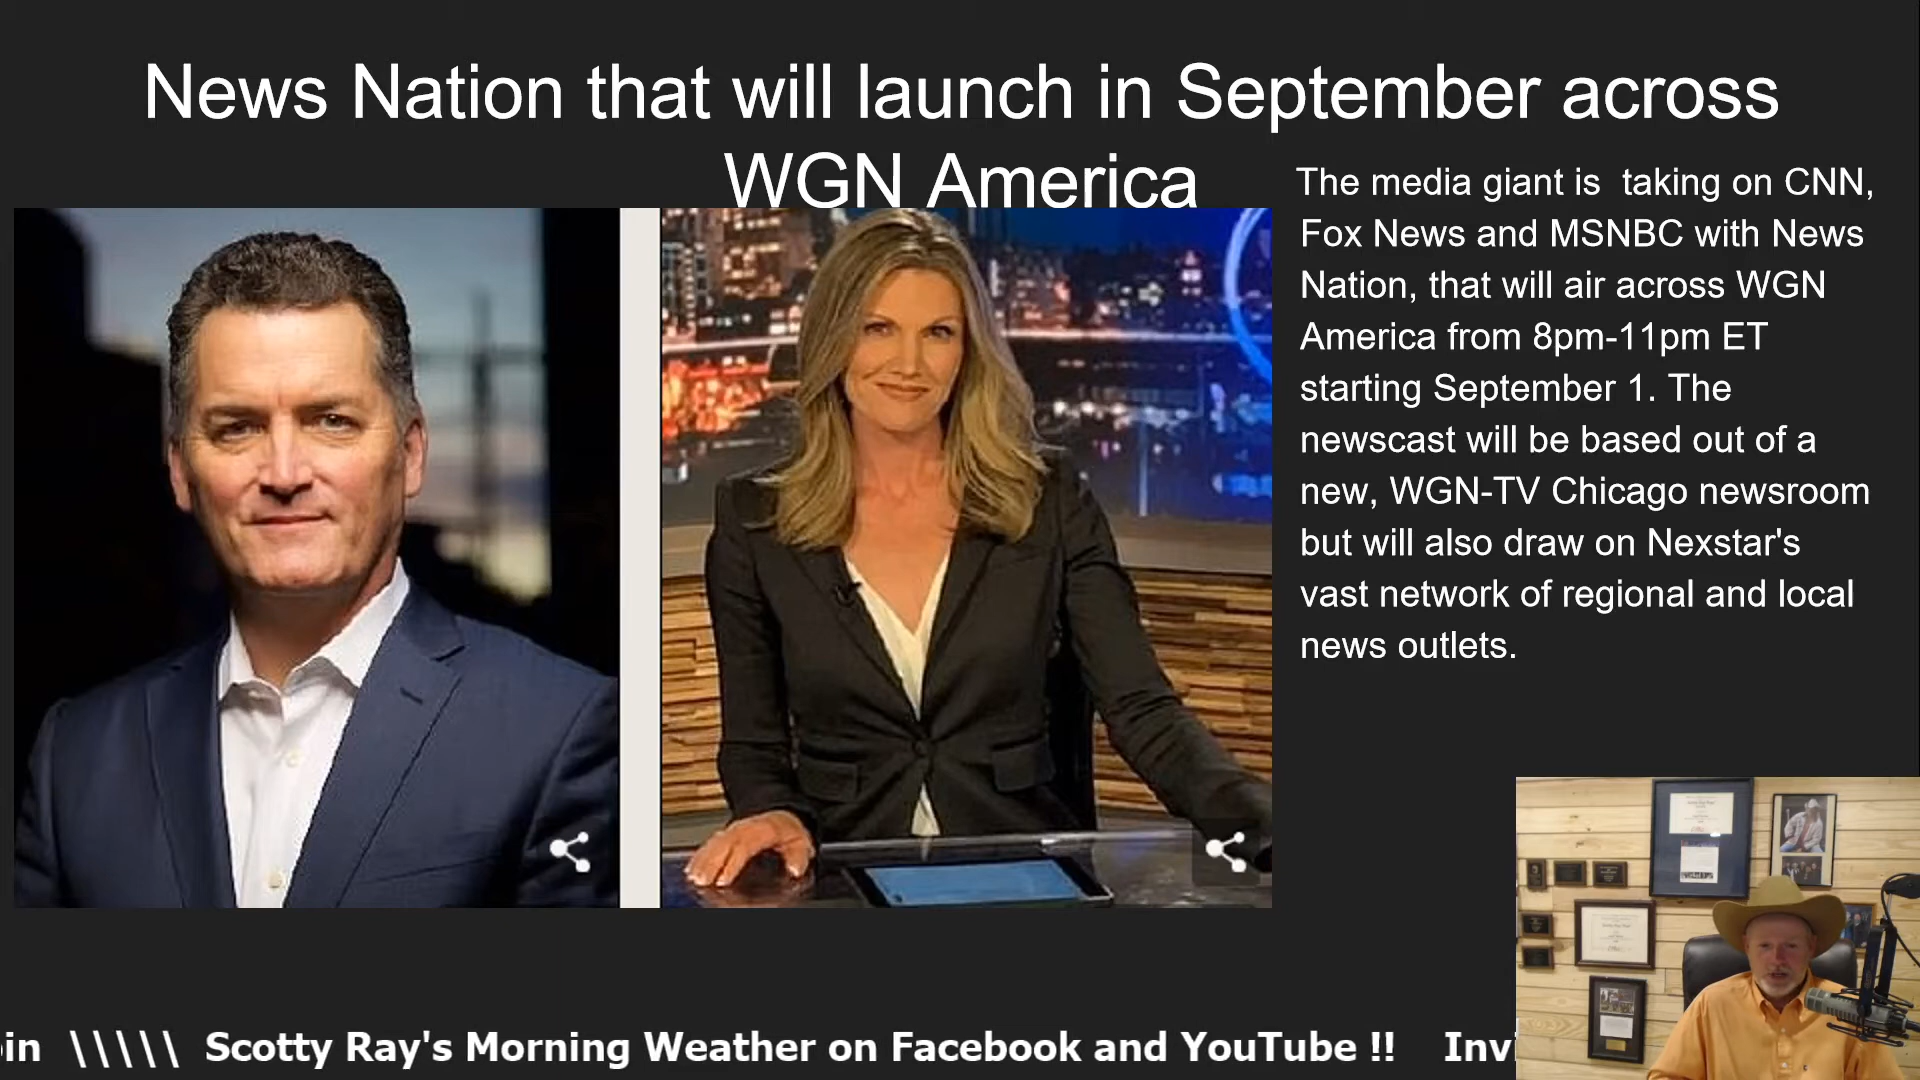 News Nation that will launch in September across
WGN America
The media giant is  taking on CNN,
Fox News and MSNBC with News
Nation, that will air across WGN
America from 8pm-11pm ET
starting September 1. The
newscast will be based out of a
new, WGN-TV Chicago newsroom
but will also draw on Nexstar's
vast network of regional and local
news outlets.
\\\\\ Scotty Ray's Morning Weather on Facebook and YouTube !!